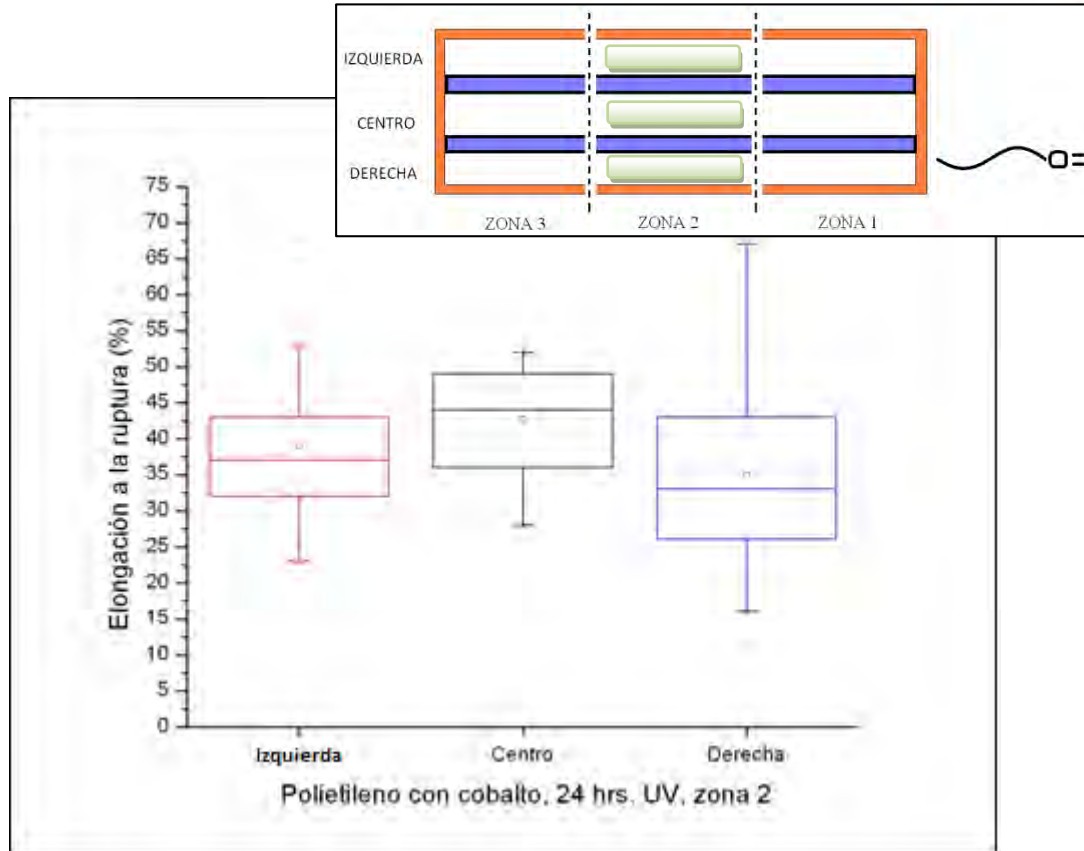 IZQUIERDA
CENTRO
DERECHA
ZONA 3.
ZONA 2
ZONA 1
75
70
65
60
55
50
45
40
35
30
25
20
15
10
5
0
Elongación a la ruptura (%)
Izquierda
Centro
Derecha
Polietileno con cobalto, 24 hrs. UV, zona 2